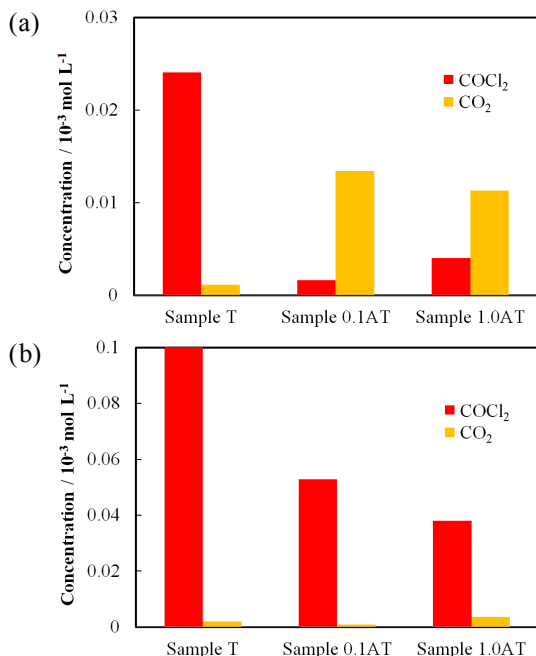 (a)
0.03
0.02
0.01
0
Concentration / 10⁻³ mol L⁻¹
COCl₂
CO₂
Sample T Sample 0.1AT Sample 1.0AT
(b)
0.1
0.08
0.06
0.04
0.02
0
Concentration / 10⁻³ mol L⁻¹
COCl₂
CO₂
Sample T Sample 0.1AT Sample 1.0AT